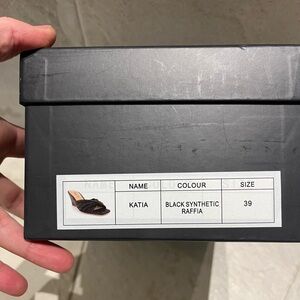 NAME COLOUR SIZE
KATIA BLACK SYNTHETIC 39
RAFFIA